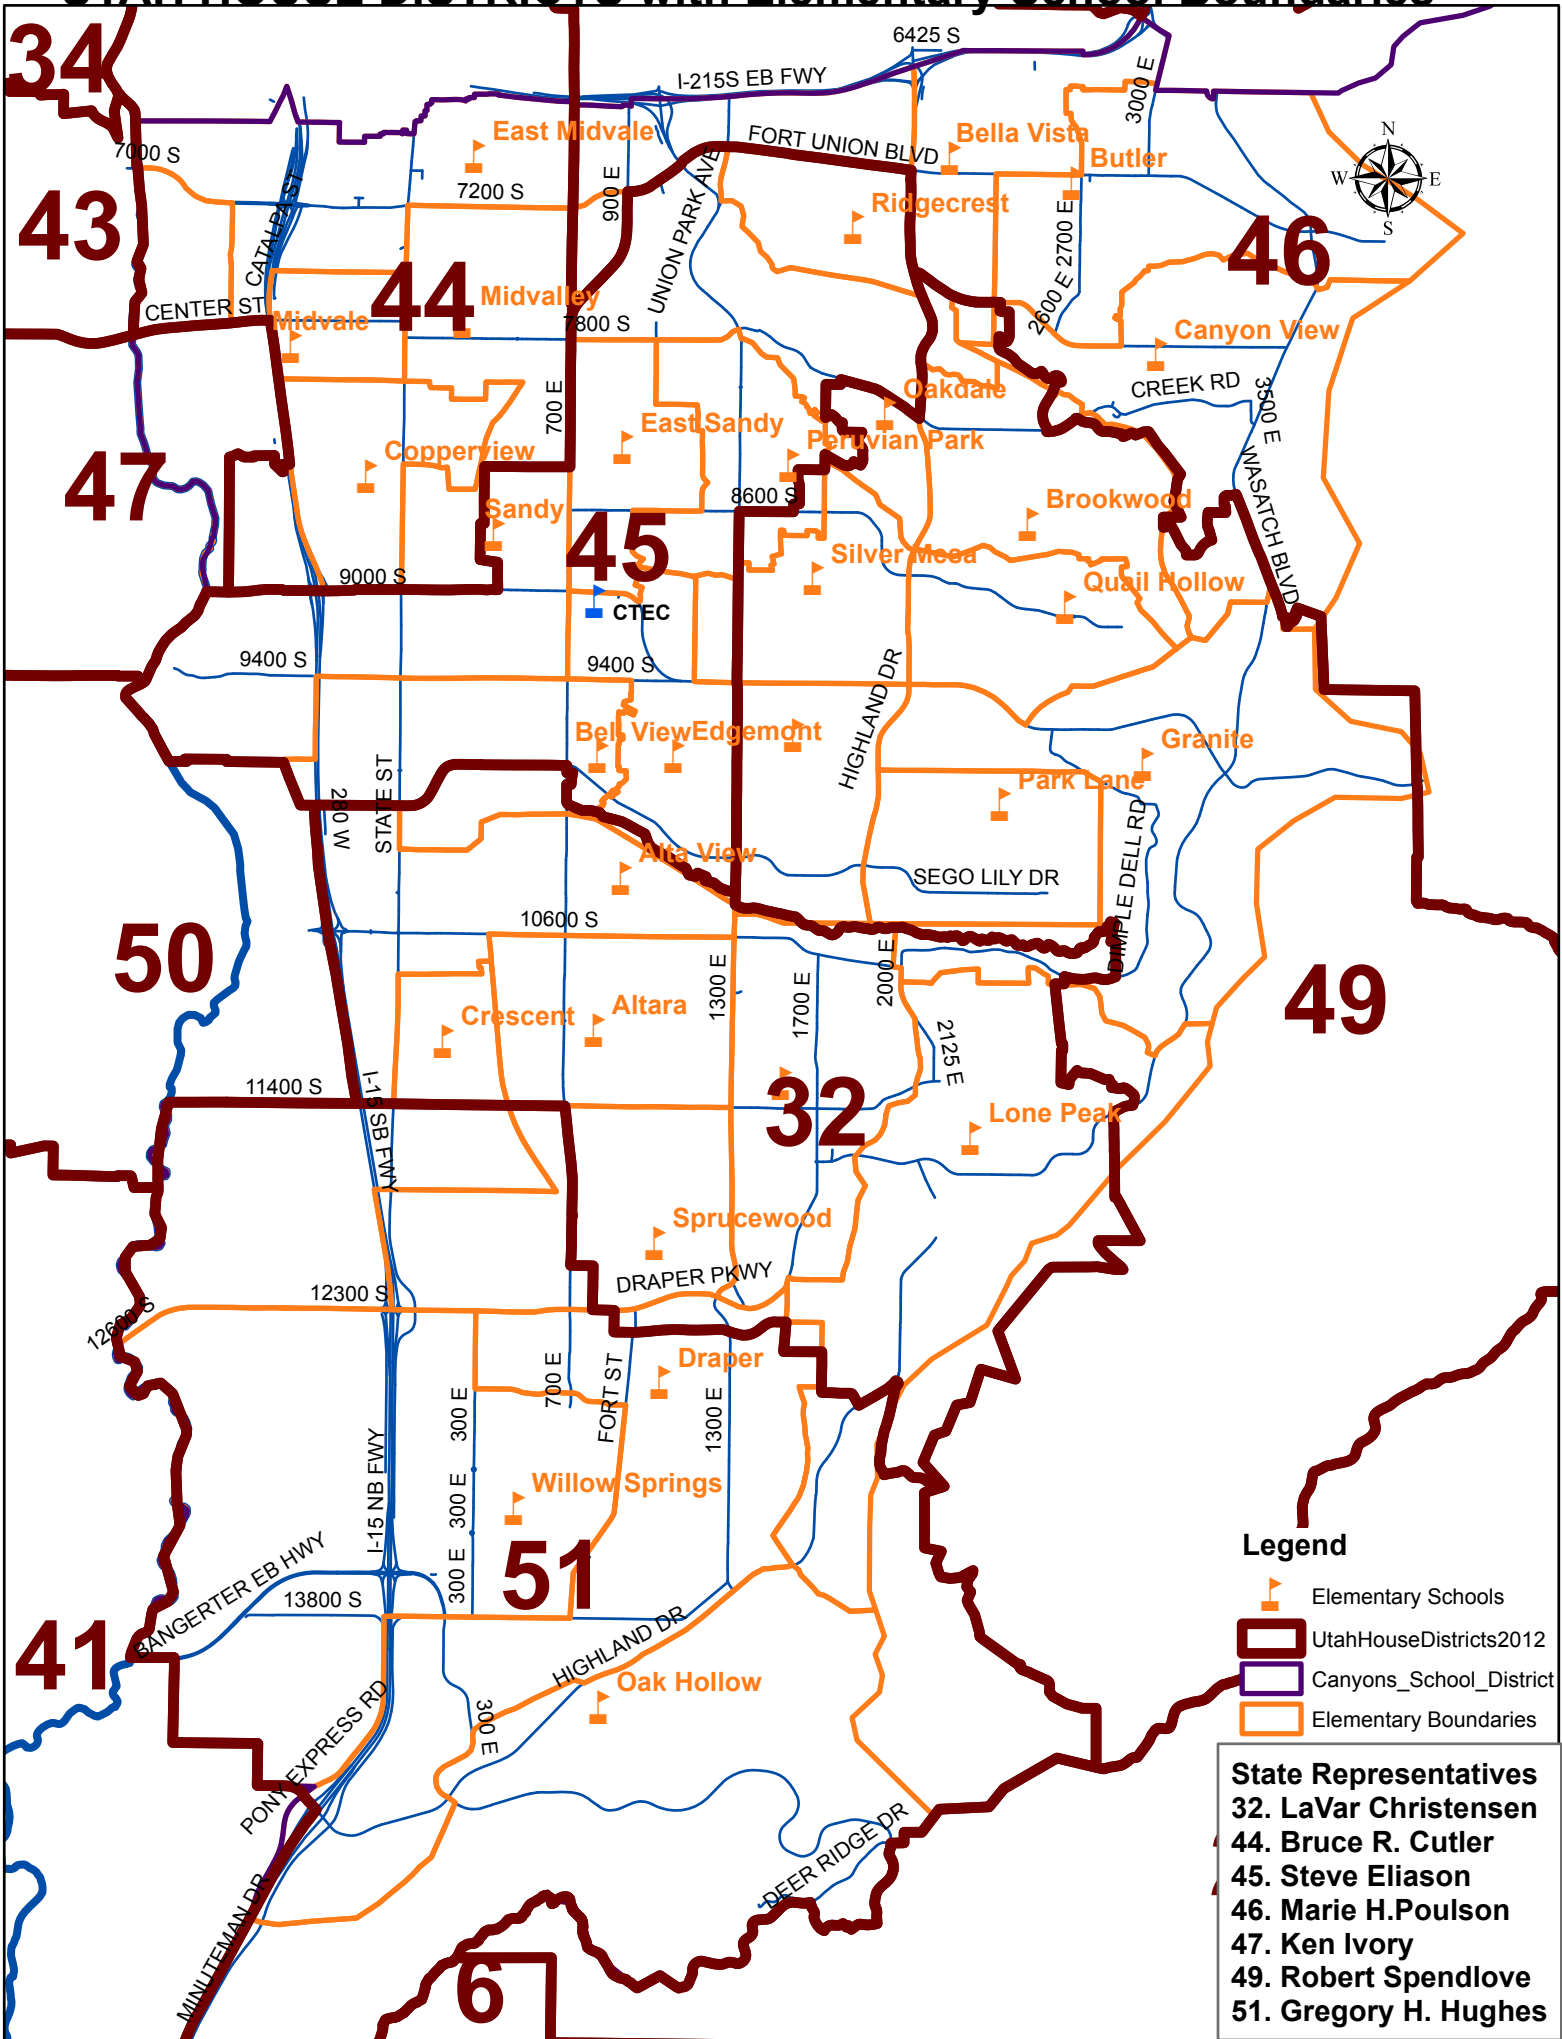 UTAH HOUSE DISTRICTS with Elementary School Boundaries
34
6425 S
I-215S EB FWY
3000 E
East Midvale
FORT UNION BLVD
Bella Vista
N
7000 S
Butler
W
E
S
7200 S
900 E
UNION PARK AVE
Ridgecrest
43
CATALPA ST
2700 E
46
44
Midvalley
CENTER ST
Midvale
7800 S
2600 E
Canyon View
CREEK RD
3500 E
700 E
Oakdale
East Sandy
Peruvian Park
Copperview
47
WASATCH BLVD
8600 S
Brookwood
Sandy
45
Silver Mesa
9000 S
Quail Hollow
CTEC
9400 S
9400 S
HIGHLAND DR
Bell View
Edgemont
Granite
Park Lane
STATE ST
280 W
Alta View
DIMPLE DELL RD
SEGO LILY DR
10600 S
50
1300 E
1700 E
2000 E
49
Altara
Crescent
2125 E
11400 S
I-15 SB FWY
32
Lone Peak
Sprucewood
DRAPER PKWY
12300 S
12600 S
Draper
700 E
FORT ST
300 E
1300 E
I-15 NB FWY
Willow Springs
300 E
BANGERTER EB HWY
300 E
51
13800 S
41
HIGHLAND DR
Oak Hollow
PONY EXPRESS RD
300 E
DEER RIDGE DR
MINUTEMAN DR
6
Legend
Elementary Schools
UtahHouseDistricts2012
Canyons_School_District
Elementary Boundaries
State Representatives
32. LaVar Christensen
44. Bruce R. Cutler
45. Steve Eliason
46. Marie H.Poulson
47. Ken Ivory
49. Robert Spendlove
51. Gregory H. Hughes